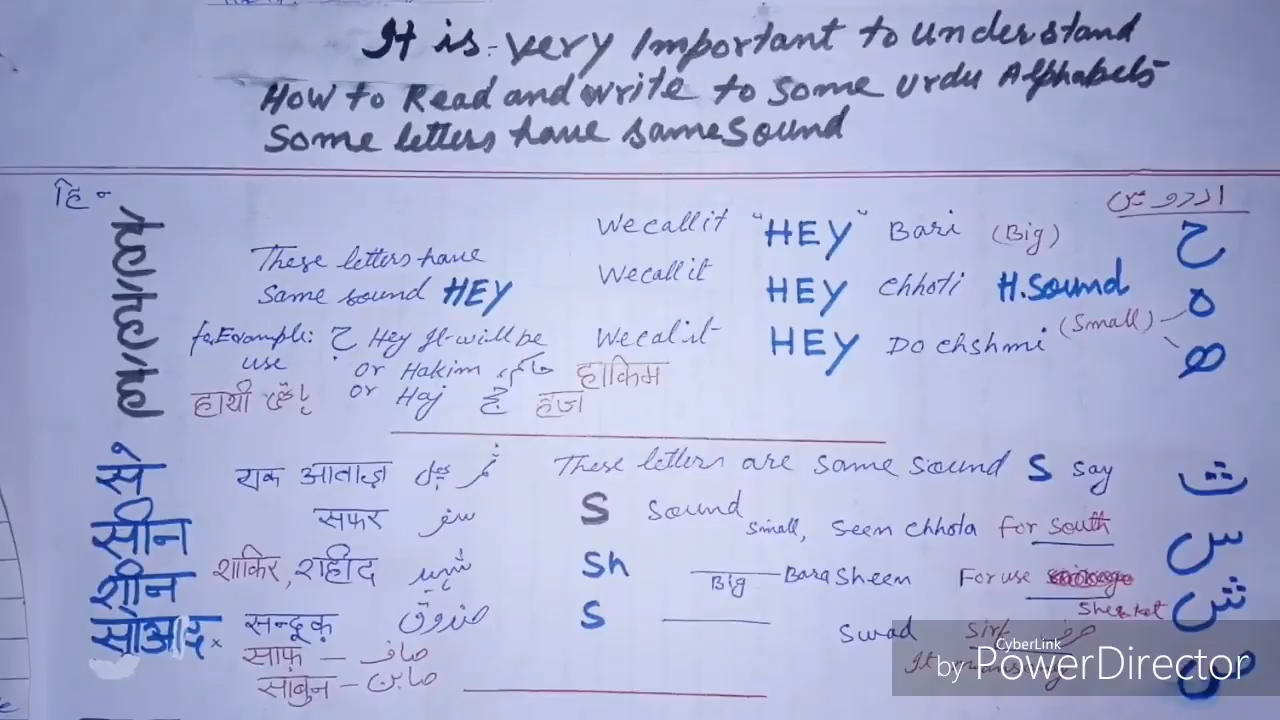 It is very Important to understand
How to Read and write to some urdu Alphabets
Some letters have same Sound
हि०
اردو میں
We call it "HEY" Bari (Big) ح
These letters have
same sound HEY
We call it HEY Chhoti H. Sound ہ
(Small)
We cal it HEY Do chshmi ھ
for Example: ح Hey It will be
use or Hakim حاکم हाकिम
हाथी ہاتھی or Haj حج हज
से सीन शीन सोआद
These letters are same sound S say ث
सफर سفر S Sound Small, Seen chhota for south س
शाकिर, शहीद شہید Sh Big Bara Sheen For use ش
सन्दूक़ صندوق S Swad Sirf حرف ص
साफ़ – صاف
साबुन – صابن
CyberLink
by PowerDirector